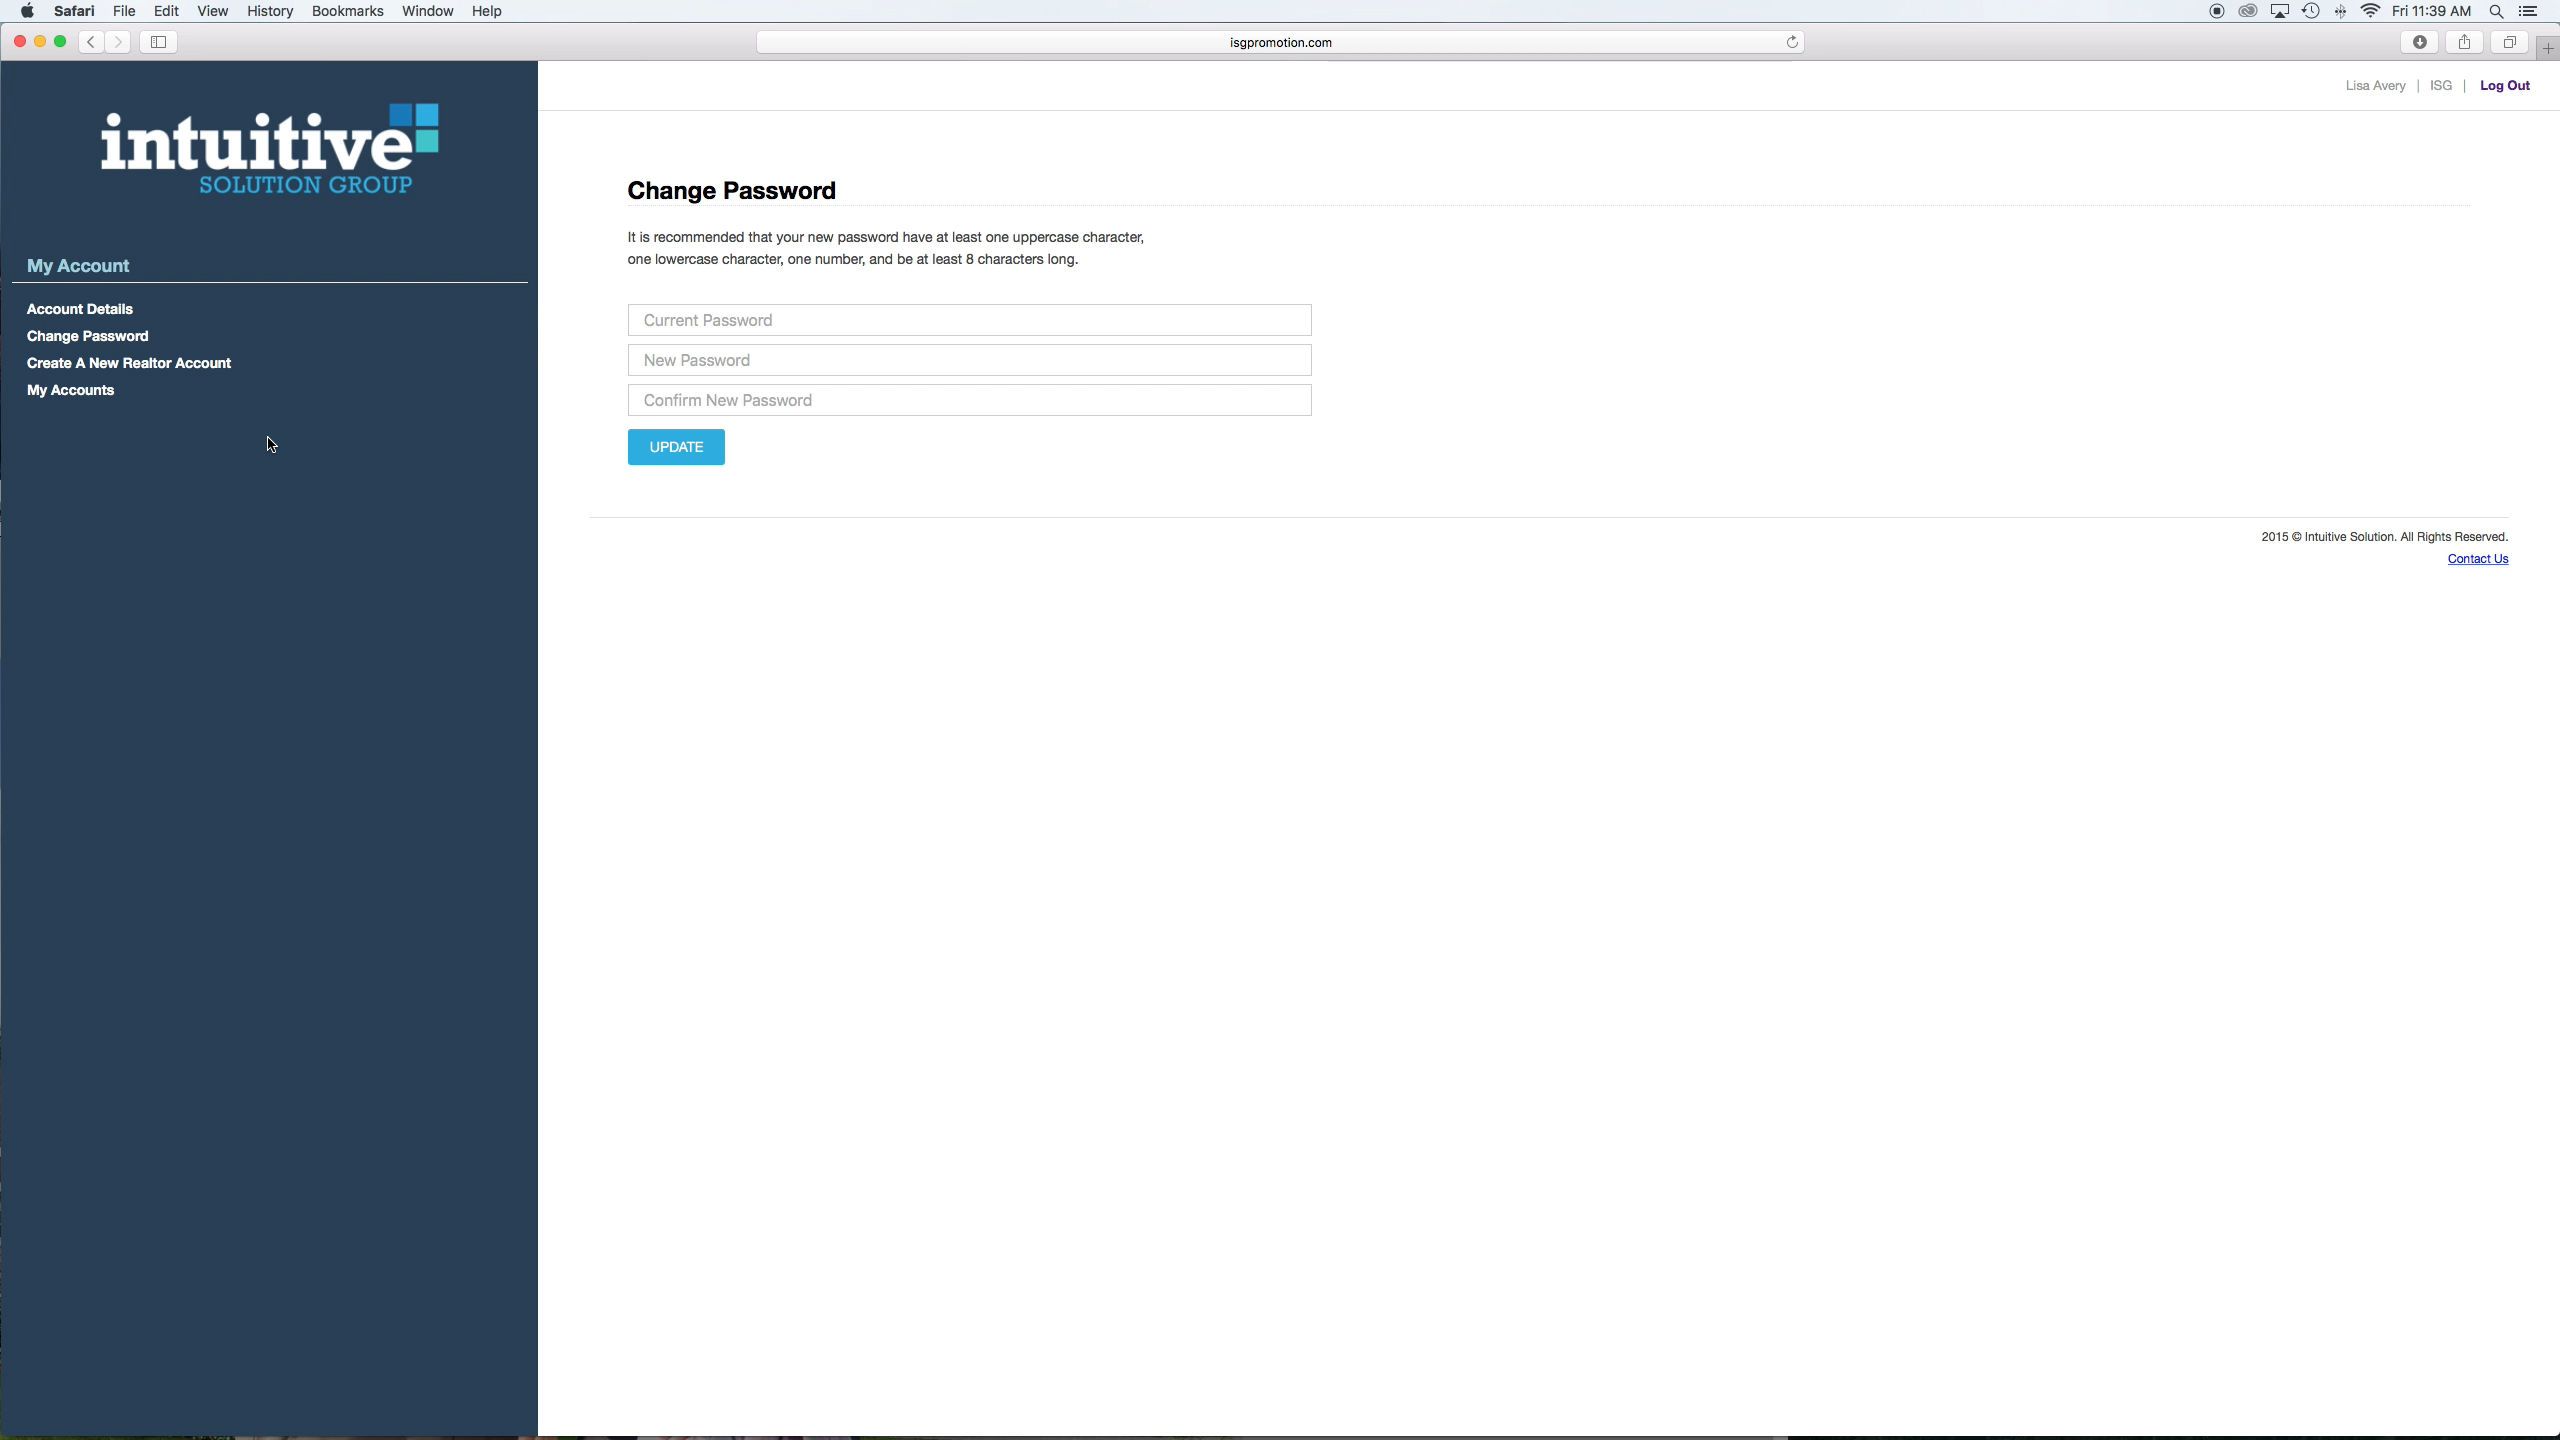 Safari File Edit View History Bookmarks Window Help
Fri 11:39 AM
isgpromotion.com
Lisa Avery | ISG | Log Out
intuitive
SOLUTION GROUP
My Account
Account Details
Change Password
Create A New Realtor Account
My Accounts
Change Password
It is recommended that your new password have at least one uppercase character,
one lowercase character, one number, and be at least 8 characters long.
Current Password
New Password
Confirm New Password
UPDATE
2015 © Intuitive Solution. All Rights Reserved.
Contact Us